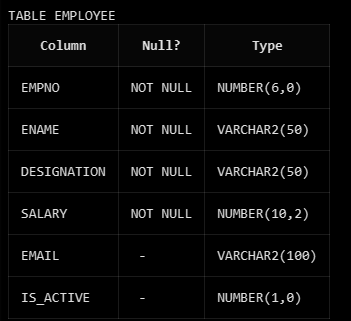 TABLE EMPLOYEE
Column Null? Type
EMPNO NOT NULL NUMBER(6,0)
ENAME NOT NULL VARCHAR2(50)
DESIGNATION NOT NULL VARCHAR2(50)
SALARY NOT NULL NUMBER(10,2)
EMAIL - VARCHAR2(100)
IS_ACTIVE - NUMBER(1,0)